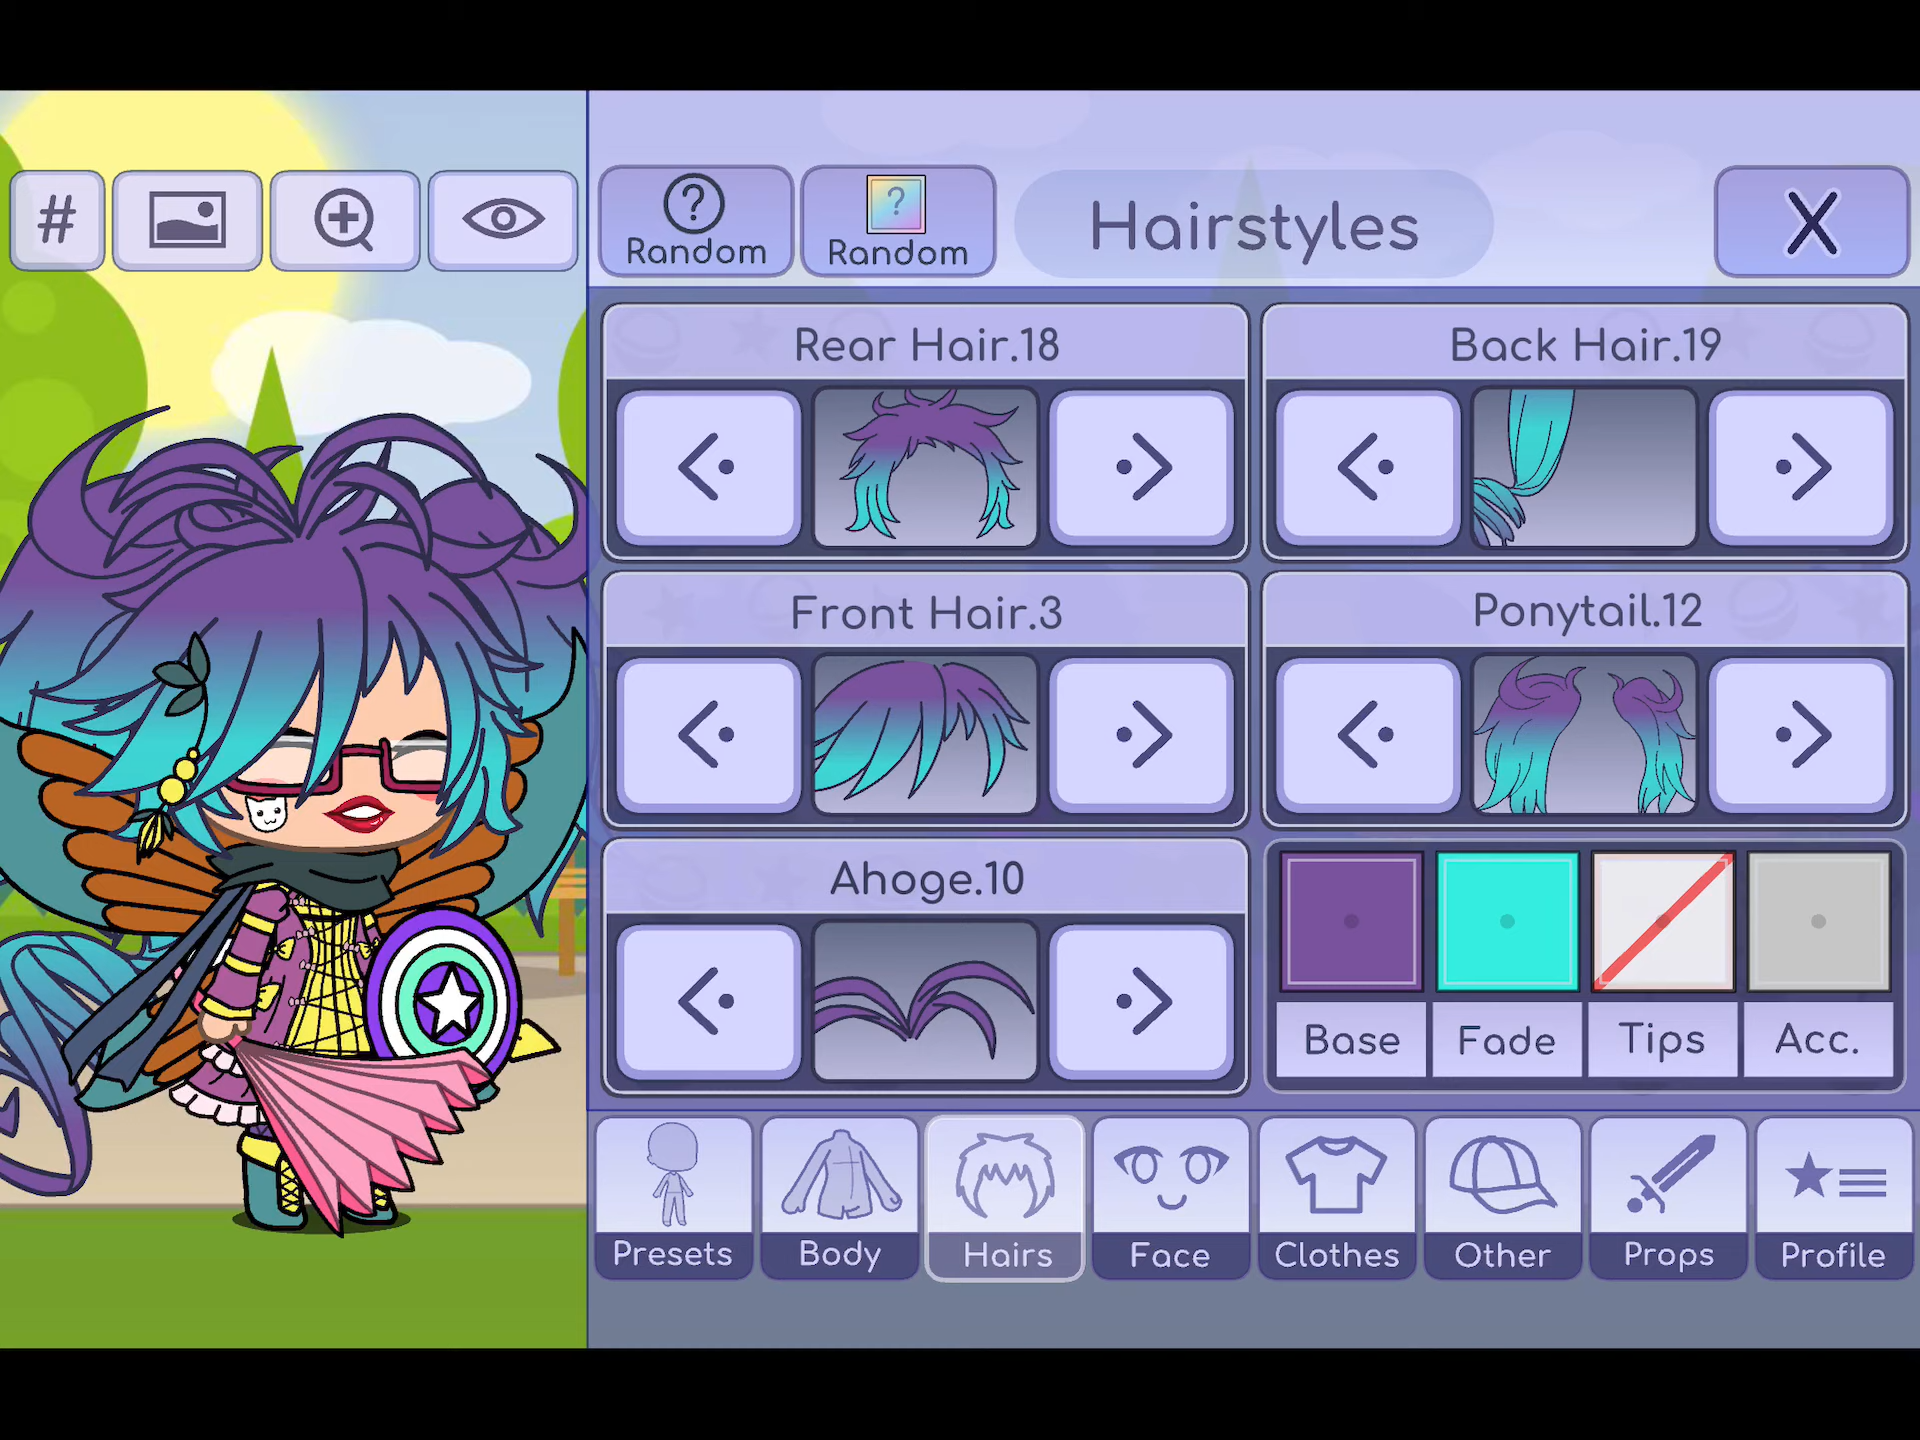 #
?
Random
?
Random
Hairstyles
X
Rear Hair.18
Back Hair.19
Front Hair.3
Ponytail.12
Ahoge.10
Base
Fade
Tips
Acc.
Presets
Body
Hairs
Face
Clothes
Other
Props
Profile